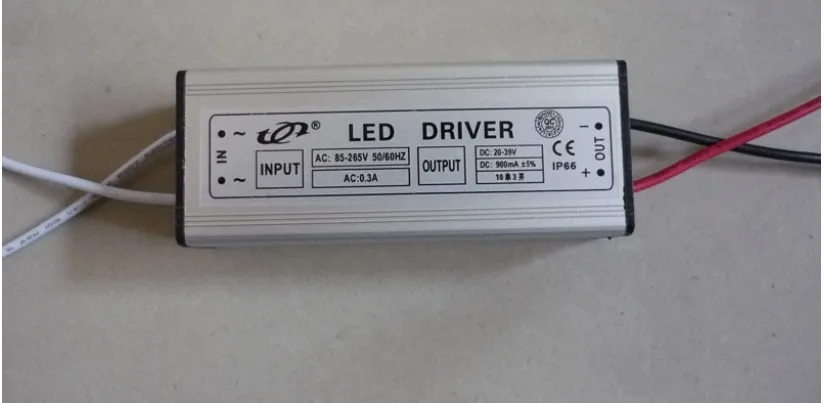 LED DRIVER
QC
IN
~
~
INPUT
AC: 85-265V 50/60HZ
AC:0.3A
OUTPUT
DC: 20-39V
DC: 900mA ±5%
10串3并
CE
IP66
OUT
−
+